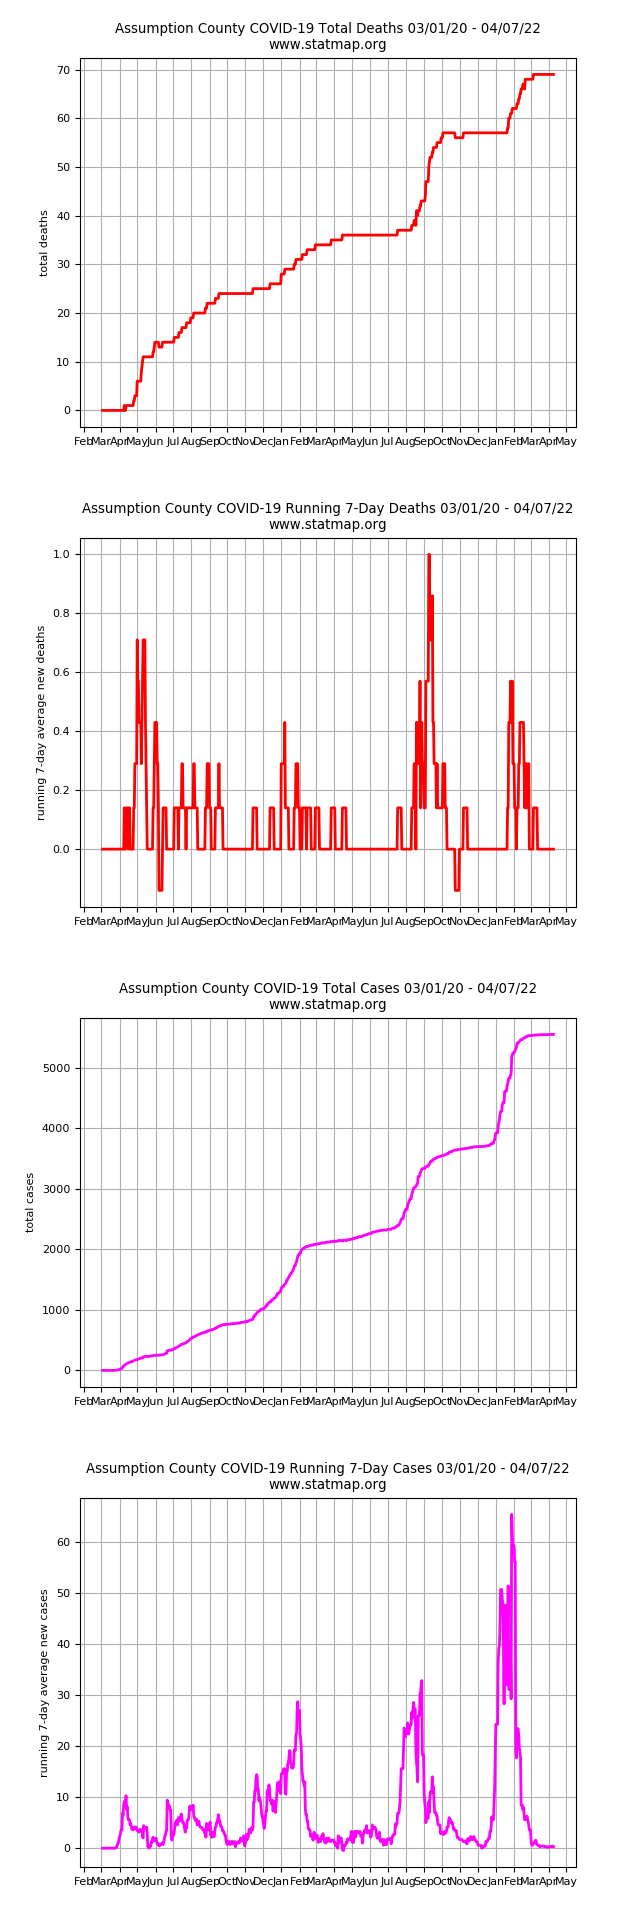 Assumption County COVID-19 Total Deaths 03/01/20 - 04/07/22
www.statmap.org
70
60
50
40
30
20
10
0
total deaths
Feb Mar Apr May Jun Jul Aug Sep Oct Nov Dec Jan Feb Mar Apr May Jun Jul Aug Sep Oct Nov Dec Jan Feb Mar Apr May
Assumption County COVID-19 Running 7-Day Deaths 03/01/20 - 04/07/22
www.statmap.org
1.0
0.8
0.6
0.4
0.2
0.0
running 7-day average new deaths
Feb Mar Apr May Jun Jul Aug Sep Oct Nov Dec Jan Feb Mar Apr May Jun Jul Aug Sep Oct Nov Dec Jan Feb Mar Apr May
Assumption County COVID-19 Total Cases 03/01/20 - 04/07/22
www.statmap.org
5000
4000
3000
2000
1000
0
total cases
Feb Mar Apr May Jun Jul Aug Sep Oct Nov Dec Jan Feb Mar Apr May Jun Jul Aug Sep Oct Nov Dec Jan Feb Mar Apr May
Assumption County COVID-19 Running 7-Day Cases 03/01/20 - 04/07/22
www.statmap.org
60
50
40
30
20
10
0
running 7-day average new cases
Feb Mar Apr May Jun Jul Aug Sep Oct Nov Dec Jan Feb Mar Apr May Jun Jul Aug Sep Oct Nov Dec Jan Feb Mar Apr May